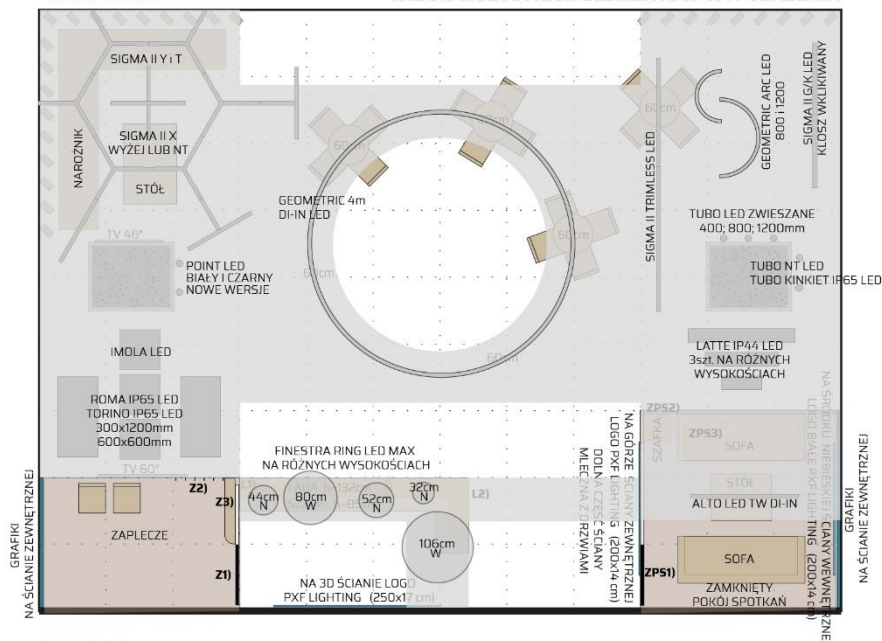 SIGMA II Y i T
NAROŻNIK
SIGMA II X
WYŻEJ LUB NT
STÓŁ
TV 46"
POINT LED
BIAŁY I CZARNY
NOWE WERSJE
IMOLA LED
ROMA IP65 LED
TORINO IP65 LED
300x1200mm
600x600mm
TV 60"
GEOMETRIC 4m
DI-IN LED
60cm
60cm
60cm
60cm
60cm
SIGMA II TRIMLESS LED
GEOMETRIC ARC LED
800 i 1200
SIGMA II G/K LED
KLOSZ WKLIKIWANY
TUBO LED ZWIESZANE
400; 800; 1200mm
TUBO NT LED
TUBO KINKIET IP65 LED
LATTE IP44 LED
3szt. NA RÓŻNYCH
WYSOKOŚCIACH
FINESTRA RING LED MAX
NA RÓŻNYCH WYSOKOŚCIACH
44cm
N
80cm
W
52cm
N
32cm
N
106cm
W
L2)
Z2)
Z3)
Z1)
ZAPLECZE
GRAFIKI
NA ŚCIANIE ZEWNĘTRZNEJ
NA 3D ŚCIANIE LOGO
PXF LIGHTING (250x17 cm)
NA GÓRZE ŚCIANY ZEWNĘTRZNEJ
LOGO PXF LIGHTING (200x14 cm)
DOLNA CZĘŚĆ ŚCIANY
MLECZNA Z DRZWIAMI
ZPS2)
SZAFKA
ZPS3)
SOFA
STÓŁ
ALTO LED TW DI-IN
ZPS1)
SOFA
ZAMKNIĘTY
POKÓJ SPOTKAŃ
NA ŚRODKU NIEBIESKIEJ ŚCIANY WEWNĘTRZNEJ
LOGO BIAŁE PXF LIGHTING (200x14 cm)
GRAFIKI
NA ŚCIANIE ZEWNĘTRZNEJ